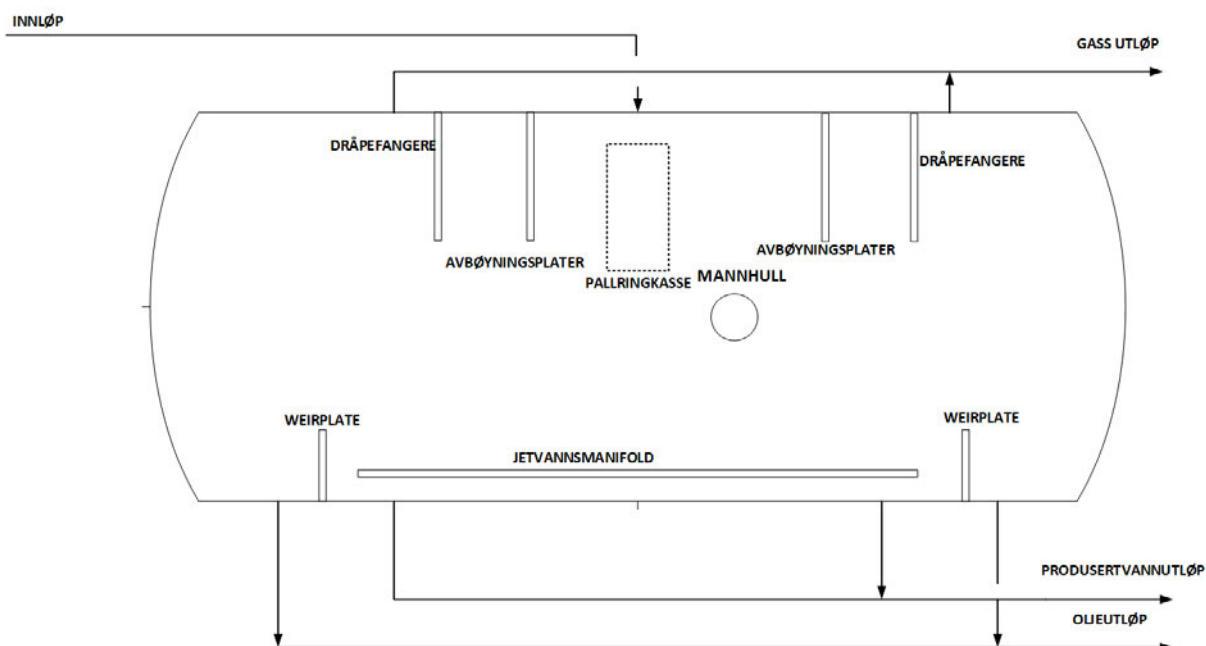 INNLØP
GASS UTLØP
DRÅPEFANGERE
DRÅPEFANGERE
AVBØYNINGSPLATER
AVBØYNINGSPLATER
PALLRINGKASSE
MANNHULL
WEIRPLATE
WEIRPLATE
JETVANNSMANIFOLD
PRODUSERTVANNUTLØP
OLJEUTLØP